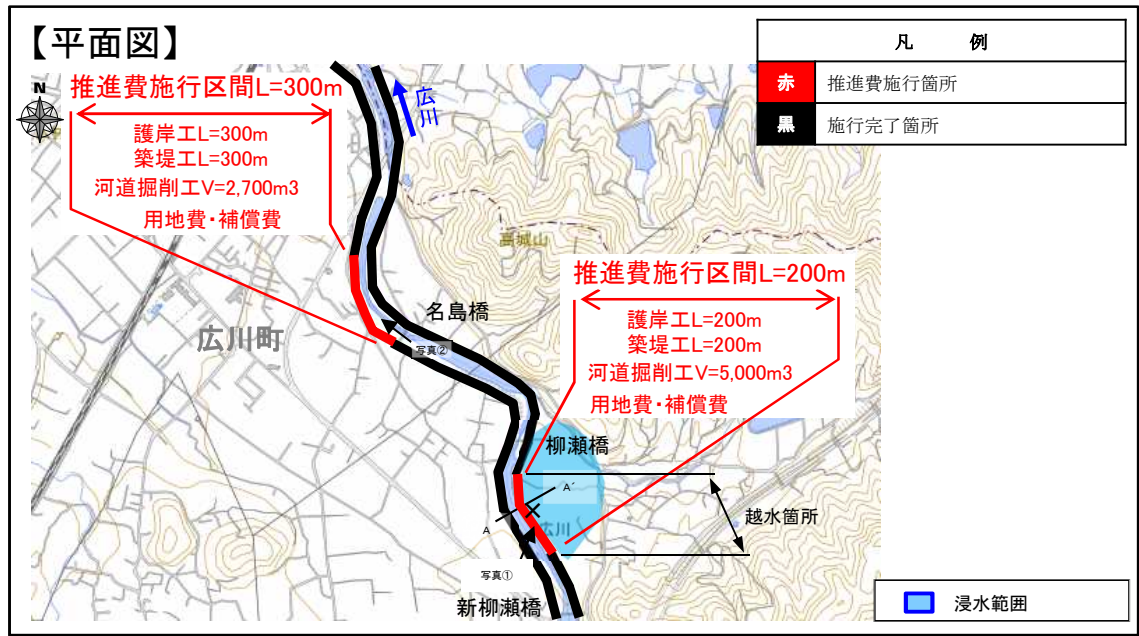 【平面図】
凡 例
赤 推進費施行箇所
黒 施行完了箇所
N
推進費施行区間L=300m
護岸工L=300m
築堤工L=300m
河道掘削工V=2,700m3
用地費・補償費
広川
高城山
推進費施行区間L=200m
護岸工L=200m
築堤工L=200m
河道掘削工V=5,000m3
用地費・補償費
名島橋
広川町
写真②
柳瀬橋
A´
A
広川
越水箇所
写真①
新柳瀬橋
浸水範囲